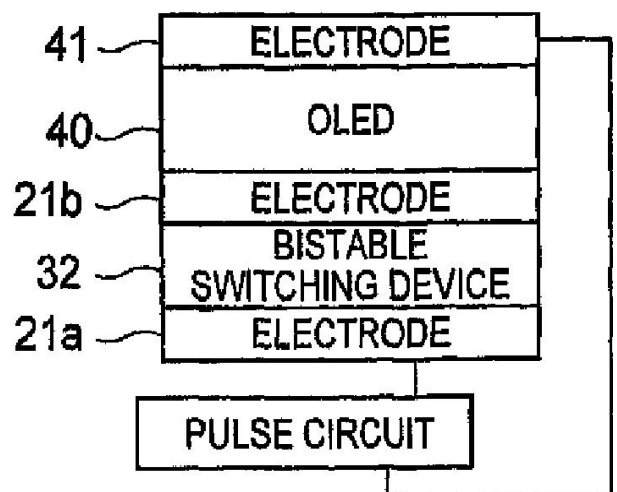 41 ELECTRODE
40 OLED
21b ELECTRODE
BISTABLE
32 SWITCHING DEVICE
21a ELECTRODE
PULSE CIRCUIT